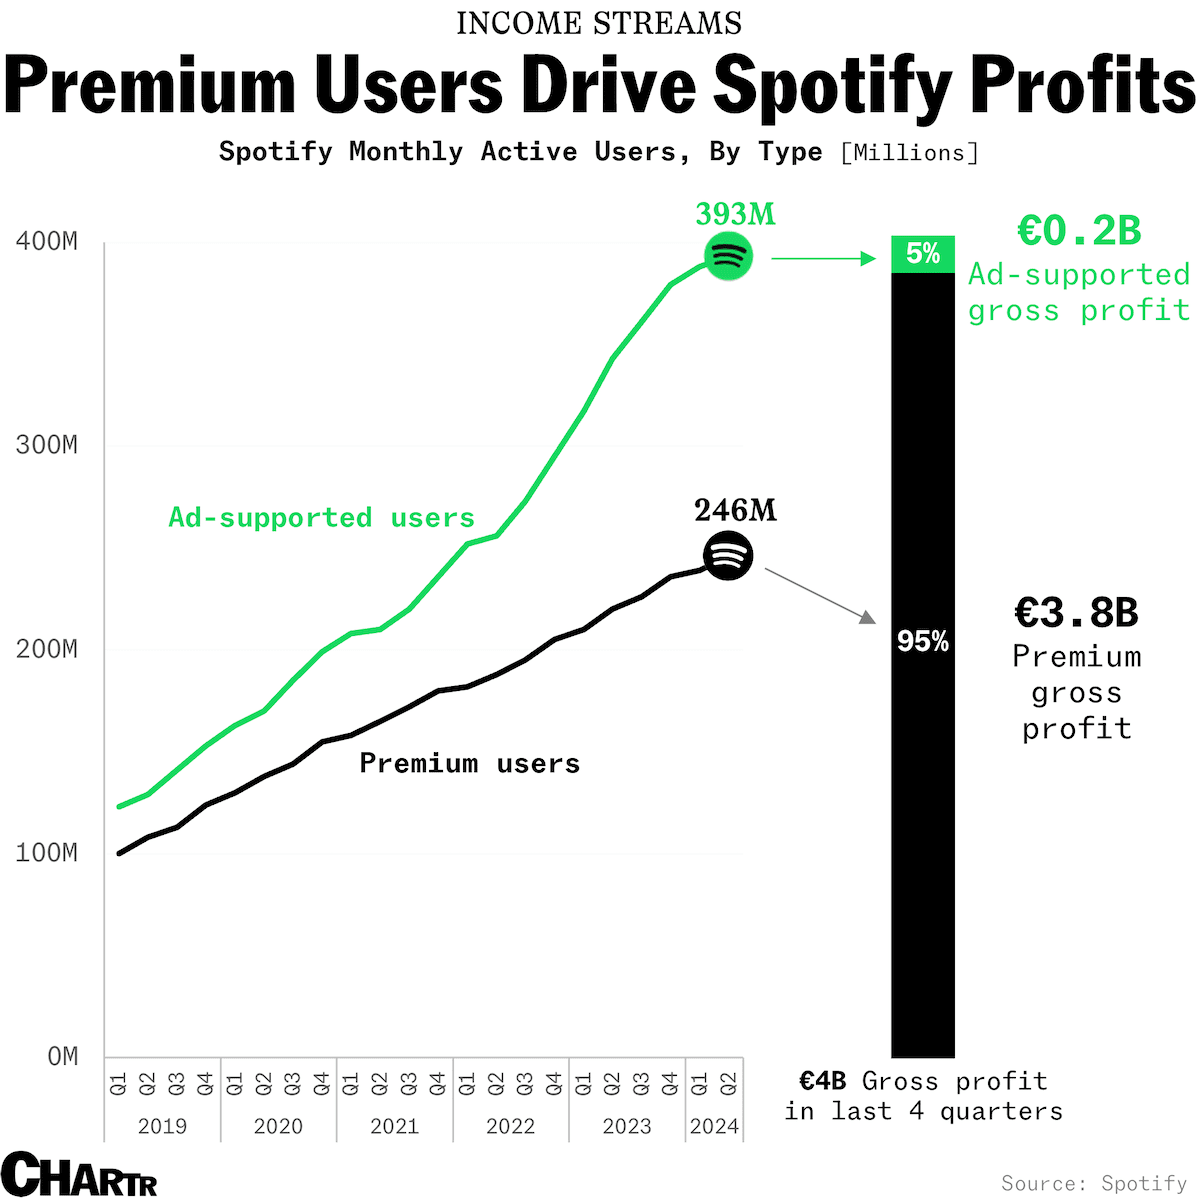 INCOME STREAMS
Premium Users Drive Spotify Profits
Spotify Monthly Active Users, By Type [Millions]
393M
400M
5%
€0.2B
Ad-supported
gross profit
300M
Ad-supported users
246M
200M
95%
€3.8B
Premium
gross
profit
Premium users
100M
0M
Q1 Q2 Q3 Q4 Q1 Q2 Q3 Q4 Q1 Q2 Q3 Q4 Q1 Q2 Q3 Q4 Q1 Q2 Q3 Q4 Q1 Q2
2019 2020 2021 2022 2023 2024
€4B Gross profit
in last 4 quarters
CHARTR
Source: Spotify